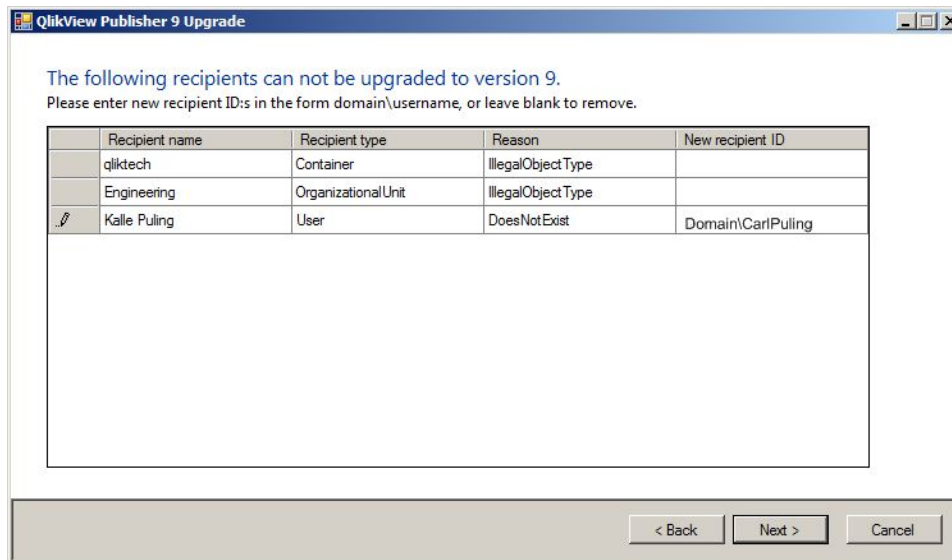 QlikView Publisher 9 Upgrade
The following recipients can not be upgraded to version 9.
Please enter new recipient ID:s in the form domain\username, or leave blank to remove.
Recipient name Recipient type Reason New recipient ID
qliktech Container IllegalObjectType
Engineering OrganizationalUnit IllegalObjectType
Kalle Puling User DoesNotExist Domain\CarlPuling
< Back Next > Cancel